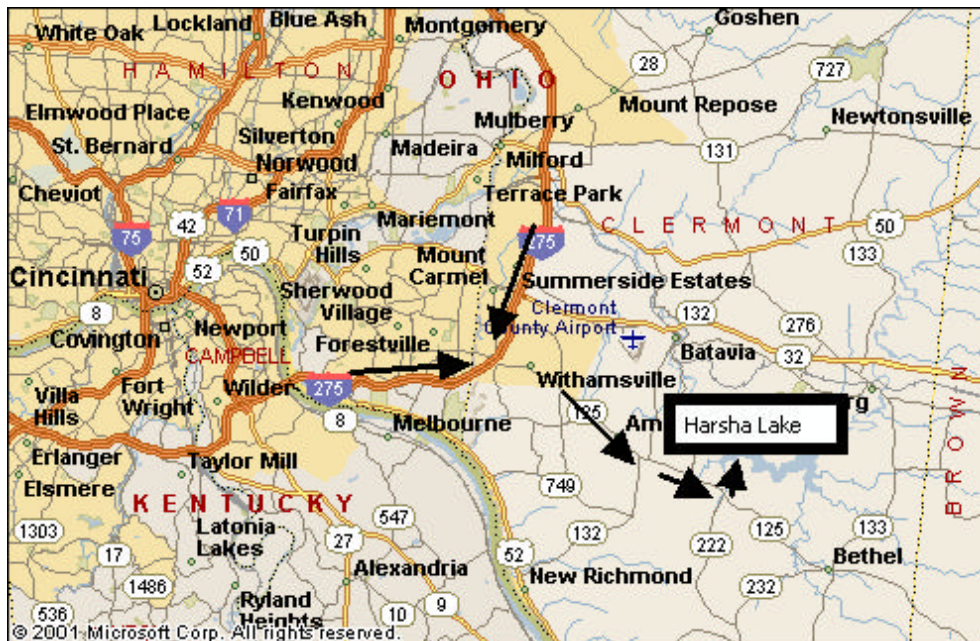 Goshen
Lockland
Blue Ash
Montgomery
White Oak
HAMILTON
OHIO
28
727
Kenwood
Mount Repose
Elmwood Place
Mulberry
Newtonsville
Silverton
St. Bernard
Madeira
131
Norwood
Milford
Cheviot
Fairfax
Terrace Park
71
Mariemont
CLERMONT
50
42
75
Turpin
Hills
275
Mount
Carmel
133
50
52
Cincinnati
Summerside Estates
Sherwood
Village
Clermont
County Airport
8
Newport
132
276
Covington
Forestville
Batavia
32
CAMPBELL
Withamsville
Fort
Wright
Wilder
275
Villa
Hills
125
Am
rg
8
Melbourne
Harsha Lake
BROWN
Erlanger
Taylor Mill
Elsmere
749
KENTUCKY
547
125
133
1303
Latonia
Lakes
132
222
27
52
Bethel
17
1486
Alexandria
New Richmond
232
9
Ryland
Heights
10
536
© 2001 Microsoft Corp. All rights reserved.